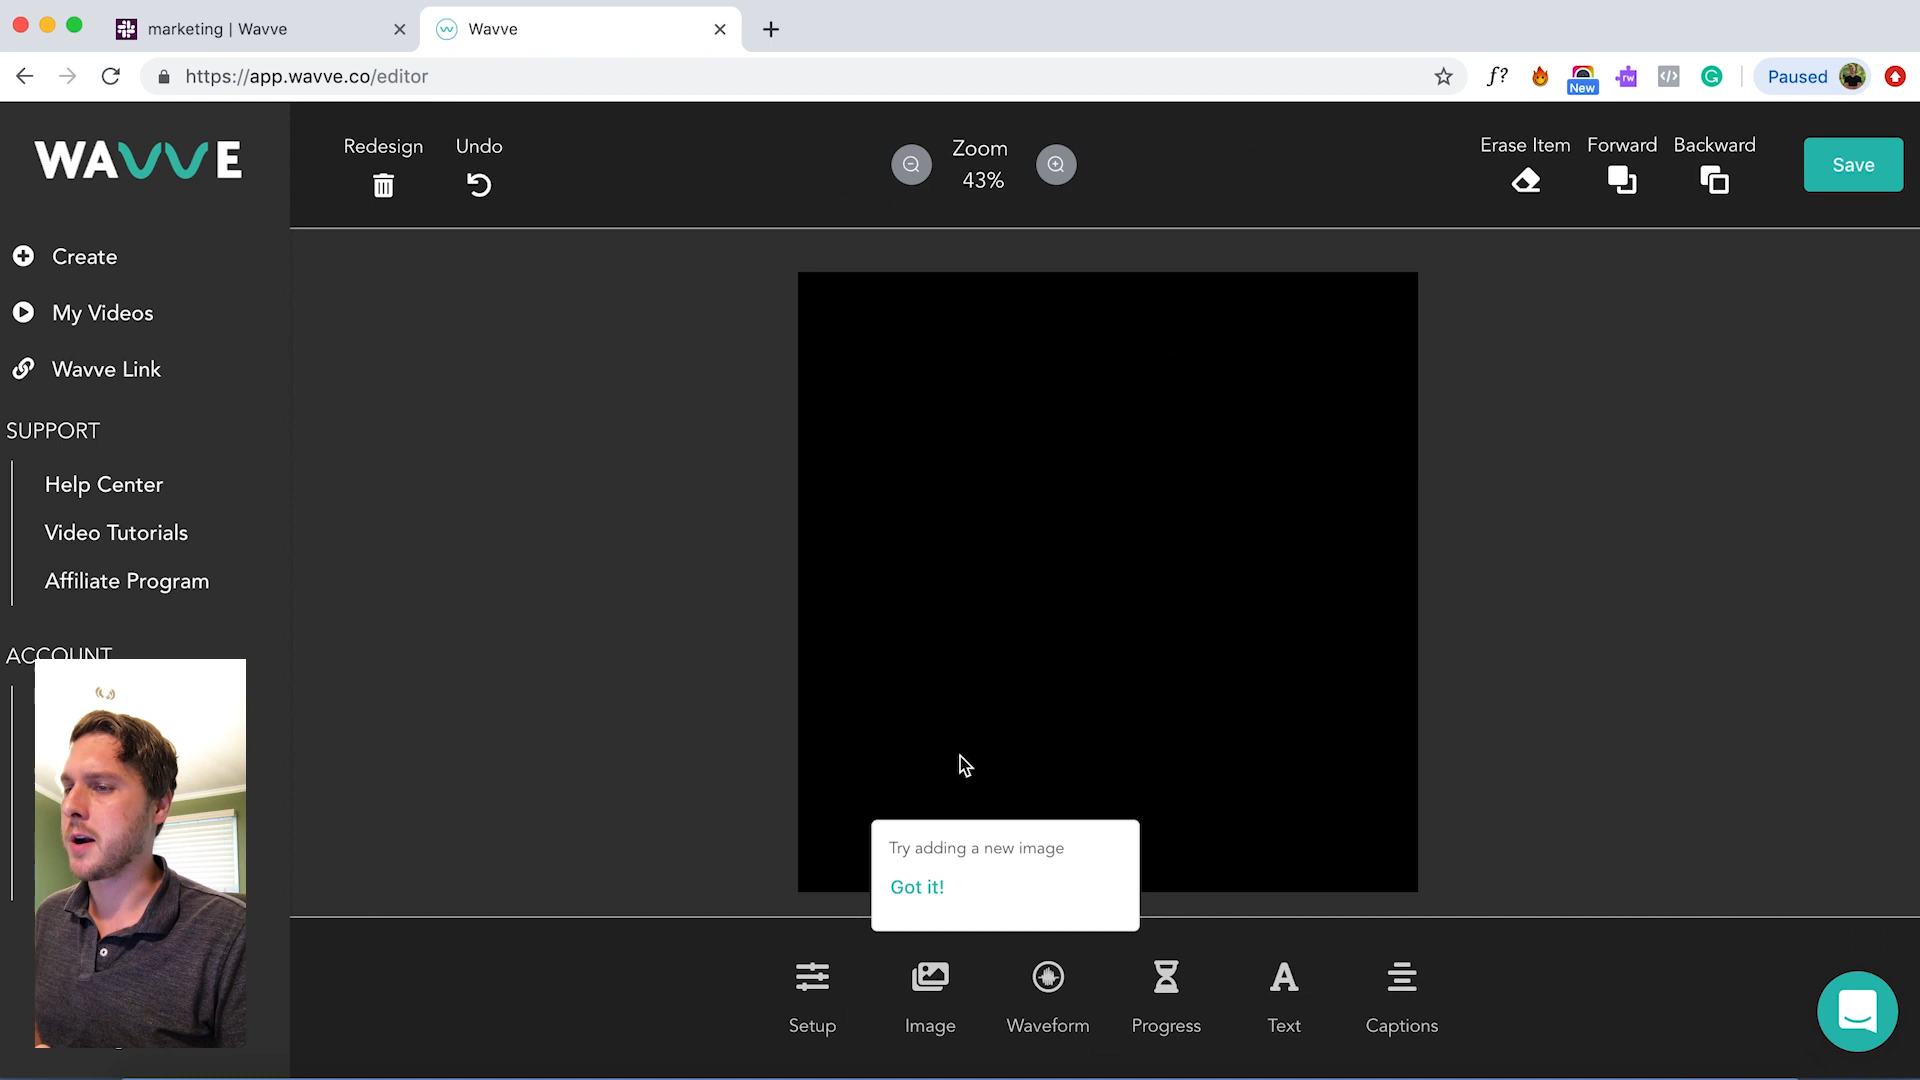 marketing | Wavve
Wavve
https://app.wavve.co/editor
f?
New
rw
</>
G
Paused
WAVVE
Redesign
Undo
Zoom
43%
Erase Item
Forward
Backward
Save
Create
My Videos
Wavve Link
SUPPORT
Help Center
Video Tutorials
Affiliate Program
ACCOUNT
Try adding a new image
Got it!
Setup
Image
Waveform
Progress
Text
Captions